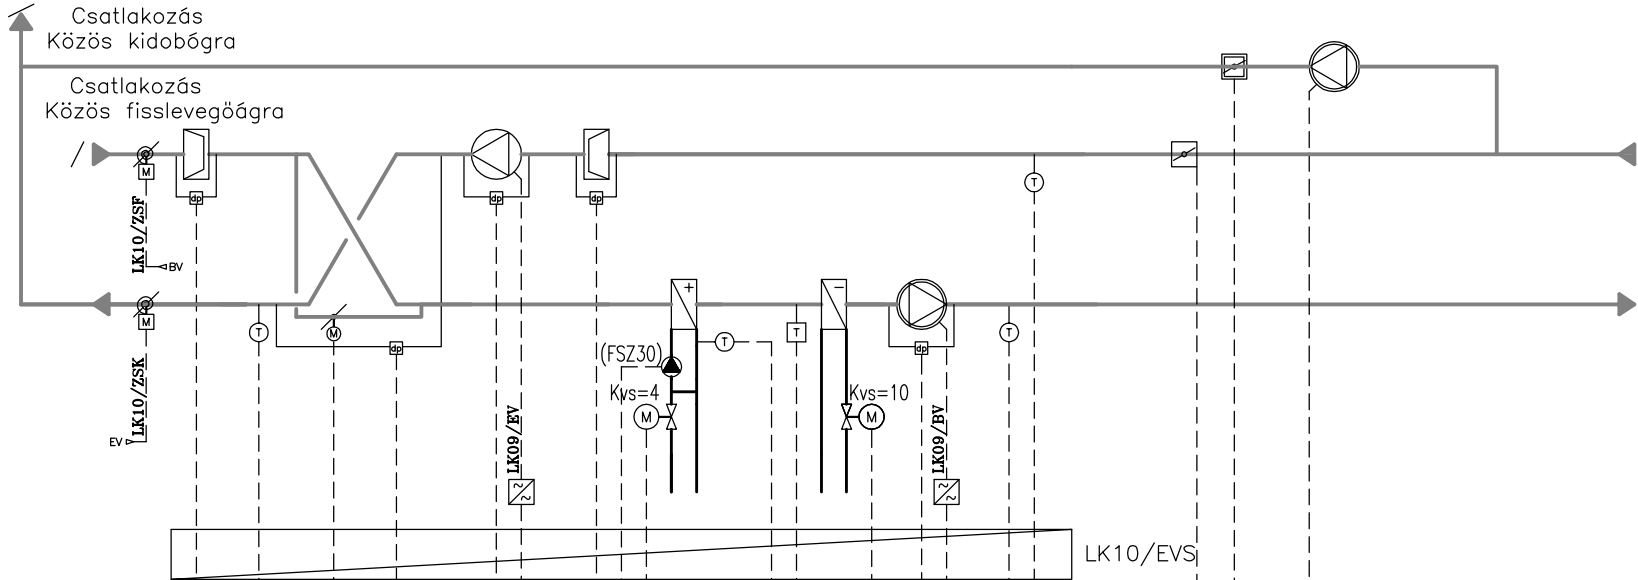 Csatlakozás
Közös kidobógra
Csatlakozás
Közös fisslevegőágra
M
dp
dp
dp
T
LK10/ZSF
BV
M
T
M
dp
+
T
(FSZ30)
Kvs=4
M
T
-
Kvs=10
M
dp
T
LK10/ZSK
EV
LK09/EV
LK09/BV
~
~
~
~
LK10/EVS